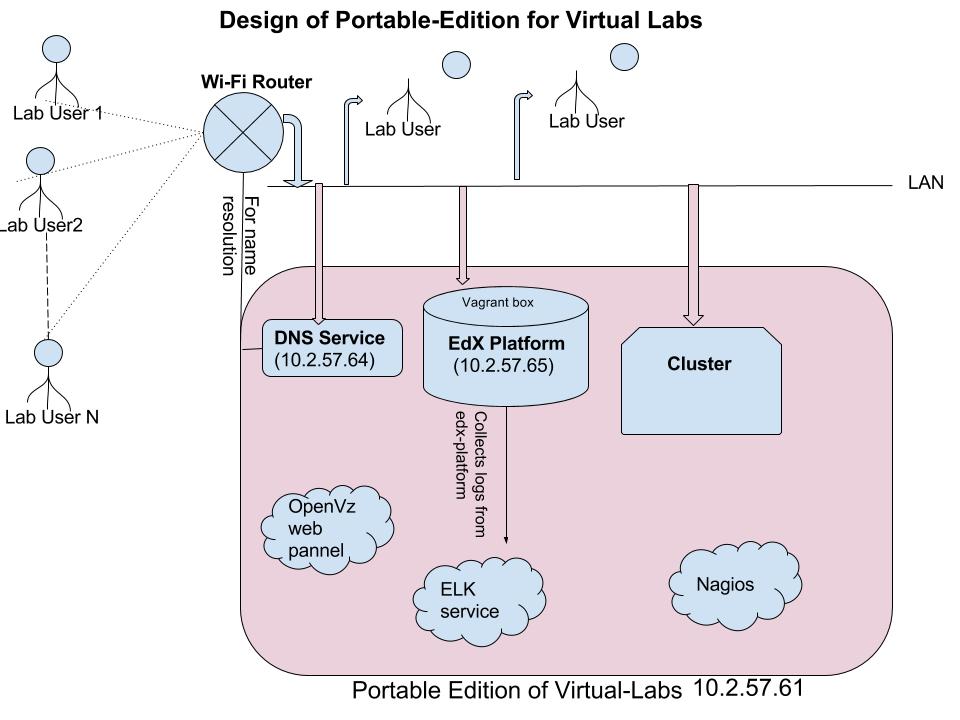 Design of Portable-Edition for Virtual Labs
Wi-Fi Router
Lab User 1
Lab User
Lab User
Lab User2
Lab User N
LAN
For name
resolution
Vagrant box
DNS Service
(10.2.57.64)
EdX Platform
(10.2.57.65)
Cluster
Collects logs from
edx-platform
OpenVz
web
pannel
ELK
service
Nagios
Portable Edition of Virtual-Labs 10.2.57.61